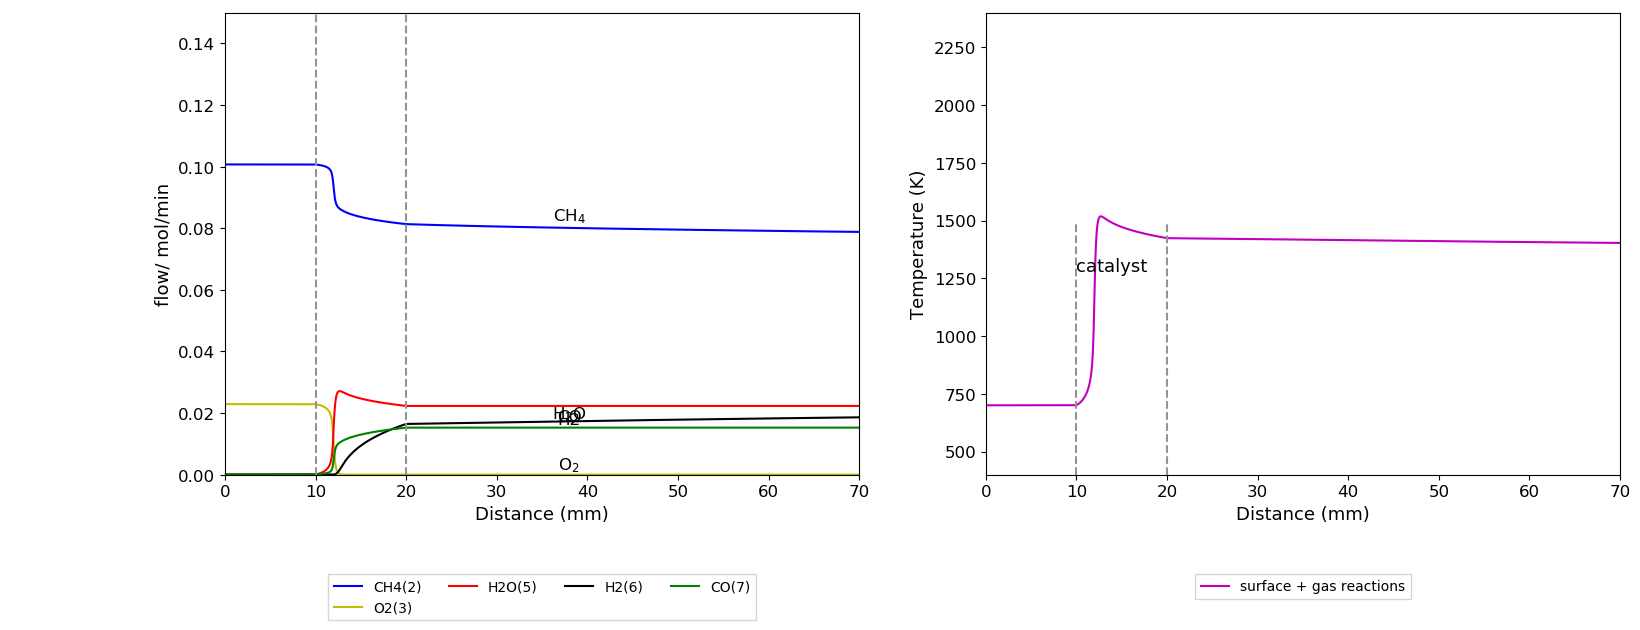 0.14
0.12
0.10
0.08
0.06
0.04
0.02
0.00
flow/ mol/min
CH4
H2O
H2
O2
0 10 20 30 40 50 60 70
Distance (mm)
CH4(2) H2O(5) H2(6) CO(7)
O2(3)
2250
2000
1750
1500
1250
1000
750
500
Temperature (K)
catalyst
0 10 20 30 40 50 60 70
Distance (mm)
surface + gas reactions